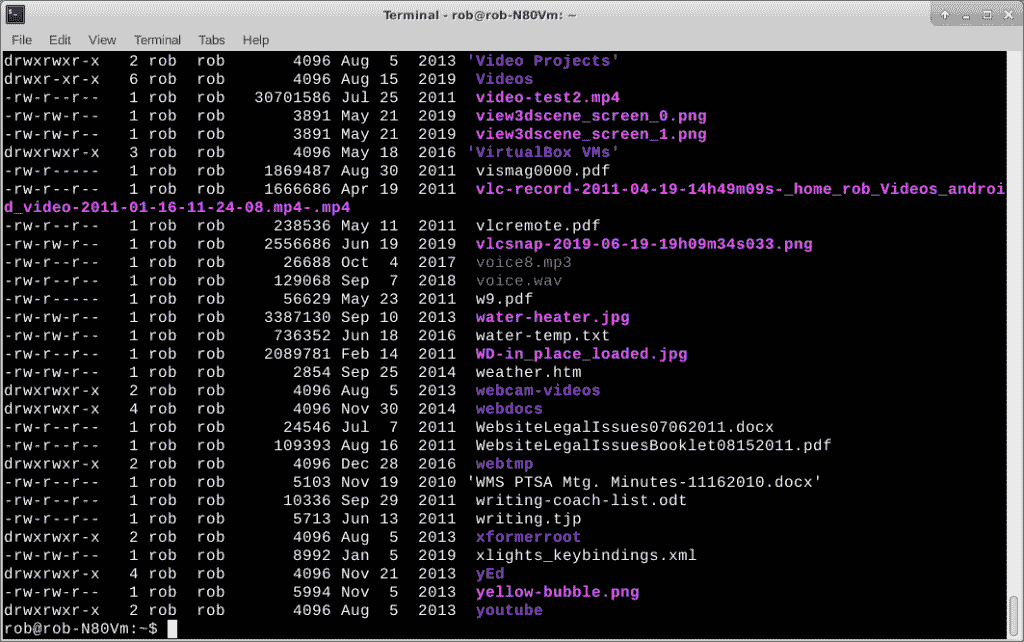 Terminal - rob@rob-N80Vm: ~
File Edit View Terminal Tabs Help
drwxrwxr-x 2 rob rob 4096 Aug 5 2013 'Video Projects'
drwxr-xr-x 6 rob rob 4096 Aug 15 2019 Videos
-rw-r--r-- 1 rob rob 30701586 Jul 25 2011 video-test2.mp4
-rw-rw-r-- 1 rob rob 3891 May 21 2019 view3dscene_screen_0.png
-rw-rw-r-- 1 rob rob 3891 May 21 2019 view3dscene_screen_1.png
drwxrwxr-x 3 rob rob 4096 May 18 2016 'VirtualBox VMs'
-rw-r----- 1 rob rob 1869487 Aug 30 2011 vismag0000.pdf
-rw-r--r-- 1 rob rob 1666686 Apr 19 2011 vlc-record-2011-04-19-14h49m09s-_home_rob_Videos_androi
d_video-2011-01-16-11-24-08.mp4-.mp4
-rw-r--r-- 1 rob rob 238536 May 11 2011 vlcremote.pdf
-rw-rw-r-- 1 rob rob 2556686 Jun 19 2019 vlcsnap-2019-06-19-19h09m34s033.png
-rw-r--r-- 1 rob rob 26688 Oct 4 2017 voice8.mp3
-rw-r--r-- 1 rob rob 129068 Sep 7 2018 voice.wav
-rw-r----- 1 rob rob 56629 May 23 2011 w9.pdf
-rw-rw-r-- 1 rob rob 3387130 Sep 10 2013 water-heater.jpg
-rw-rw-r-- 1 rob rob 736352 Jun 18 2016 water-temp.txt
-rw-r--r-- 1 rob rob 2089781 Feb 14 2011 WD-in_place_loaded.jpg
-rw-rw-r-- 1 rob rob 2854 Sep 25 2014 weather.htm
drwxrwxr-x 2 rob rob 4096 Aug 5 2013 webcam-videos
drwxrwxr-x 4 rob rob 4096 Nov 30 2014 webdocs
-rw-r--r-- 1 rob rob 24546 Jul 7 2011 WebsiteLegalIssues07062011.docx
-rw-r--r-- 1 rob rob 109393 Aug 16 2011 WebsiteLegalIssuesBooklet08152011.pdf
drwxrwxr-x 2 rob rob 4096 Dec 28 2016 webtmp
-rw-r--r-- 1 rob rob 5103 Nov 19 2010 'WMS PTSA Mtg. Minutes-11162010.docx'
-rw-r--r-- 1 rob rob 10336 Sep 29 2011 writing-coach-list.odt
-rw-r--r-- 1 rob rob 5713 Jun 13 2011 writing.tjp
drwxrwxr-x 2 rob rob 4096 Aug 5 2013 xformerroot
-rw-rw-r-- 1 rob rob 8992 Jan 5 2019 xlights_keybindings.xml
drwxrwxr-x 4 rob rob 4096 Nov 21 2013 yEd
-rw-rw-r-- 1 rob rob 5994 Nov 5 2013 yellow-bubble.png
drwxrwxr-x 2 rob rob 4096 Aug 5 2013 youtube
rob@rob-N80Vm:~$